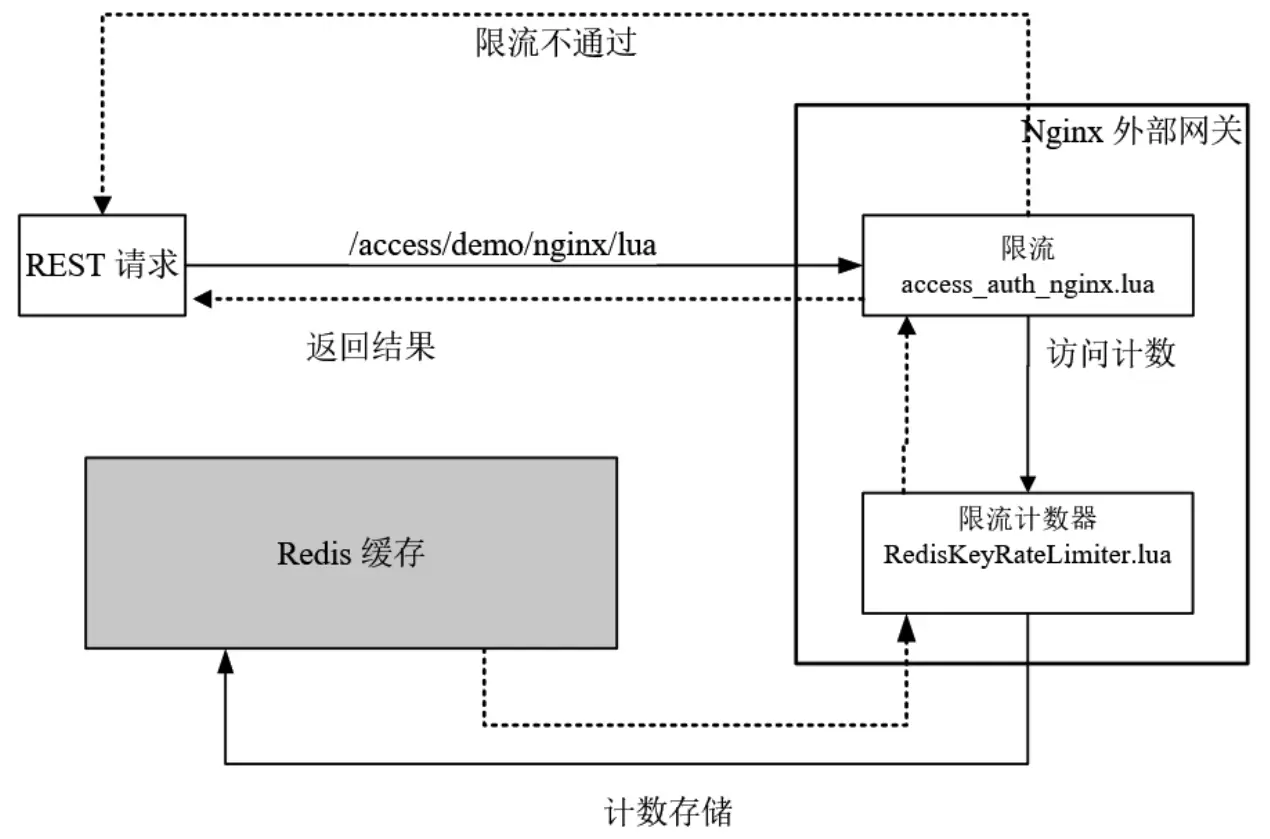 限流不通过
Nginx 外部网关
REST 请求
/access/demo/nginx/lua
限流
access_auth_nginx.lua
返回结果
访问计数
Redis 缓存
限流计数器
RedisKeyRateLimiter.lua
计数存储